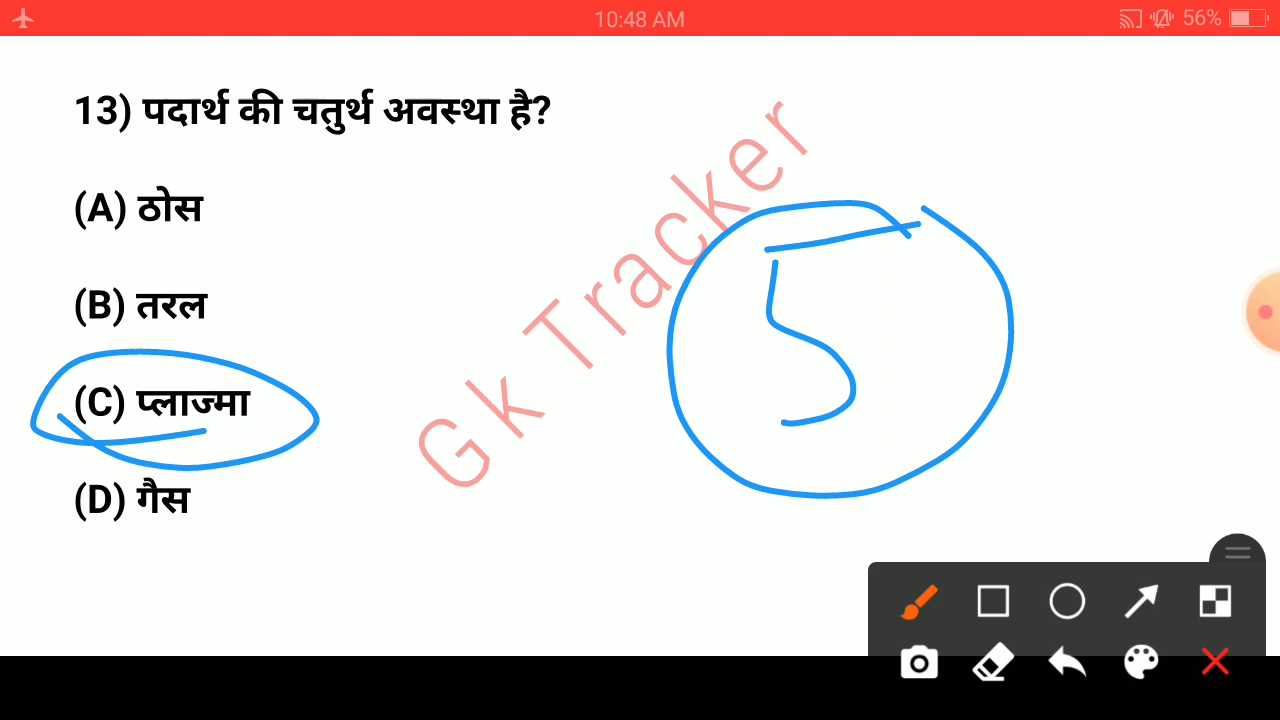 10:48 AM
56%
13) पदार्थ की चतुर्थ अवस्था है?
(A) ठोस
(B) तरल
(C) प्लाज्मा
(D) गैस
Gk Tracker
5